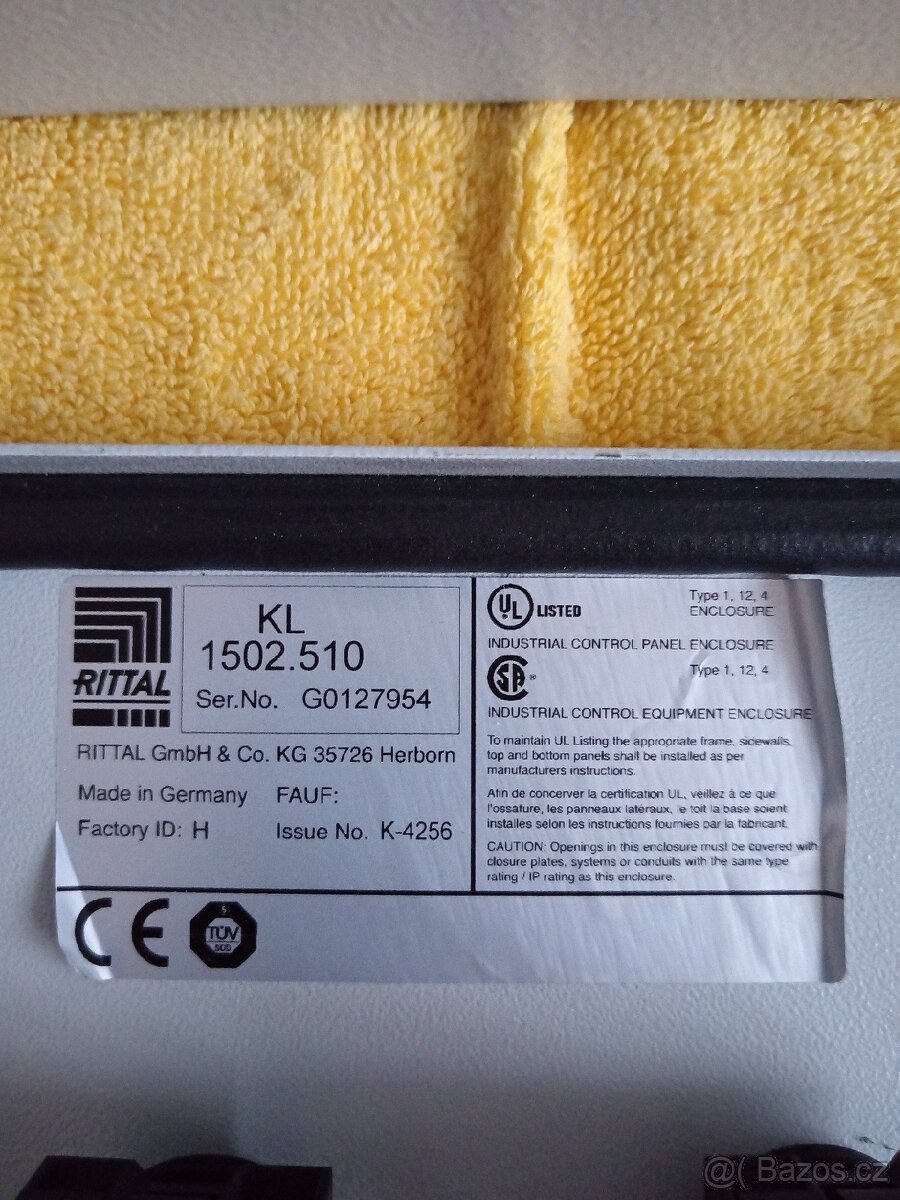 RITTAL
KL
1502.510
Ser.No. G0127954
RITTAL GmbH & Co. KG 35726 Herborn
Made in Germany FAUF:
Factory ID: H Issue No. K-4256
UL LISTED
Type 1, 12, 4
ENCLOSURE
INDUSTRIAL CONTROL PANEL ENCLOSURE
SA ®
Type 1, 12, 4
INDUSTRIAL CONTROL EQUIPMENT ENCLOSURE
To maintain UL Listing the appropriate frame, sidewalls,
top and bottom panels shall be installed as per
manufacturers instructions.
Afin de concerver la certification UL, veillez à ce que
l'ossature, les panneaux latéraux, le toit la base soient
installes selon les instructions fournies par la fabricant.
CAUTION: Openings in this enclosure must be covered with
closure plates, systems or conduits with the same type
rating / IP rating as this enclosure.
CE
S
TÜV
SÜD
@( Bazos.cz